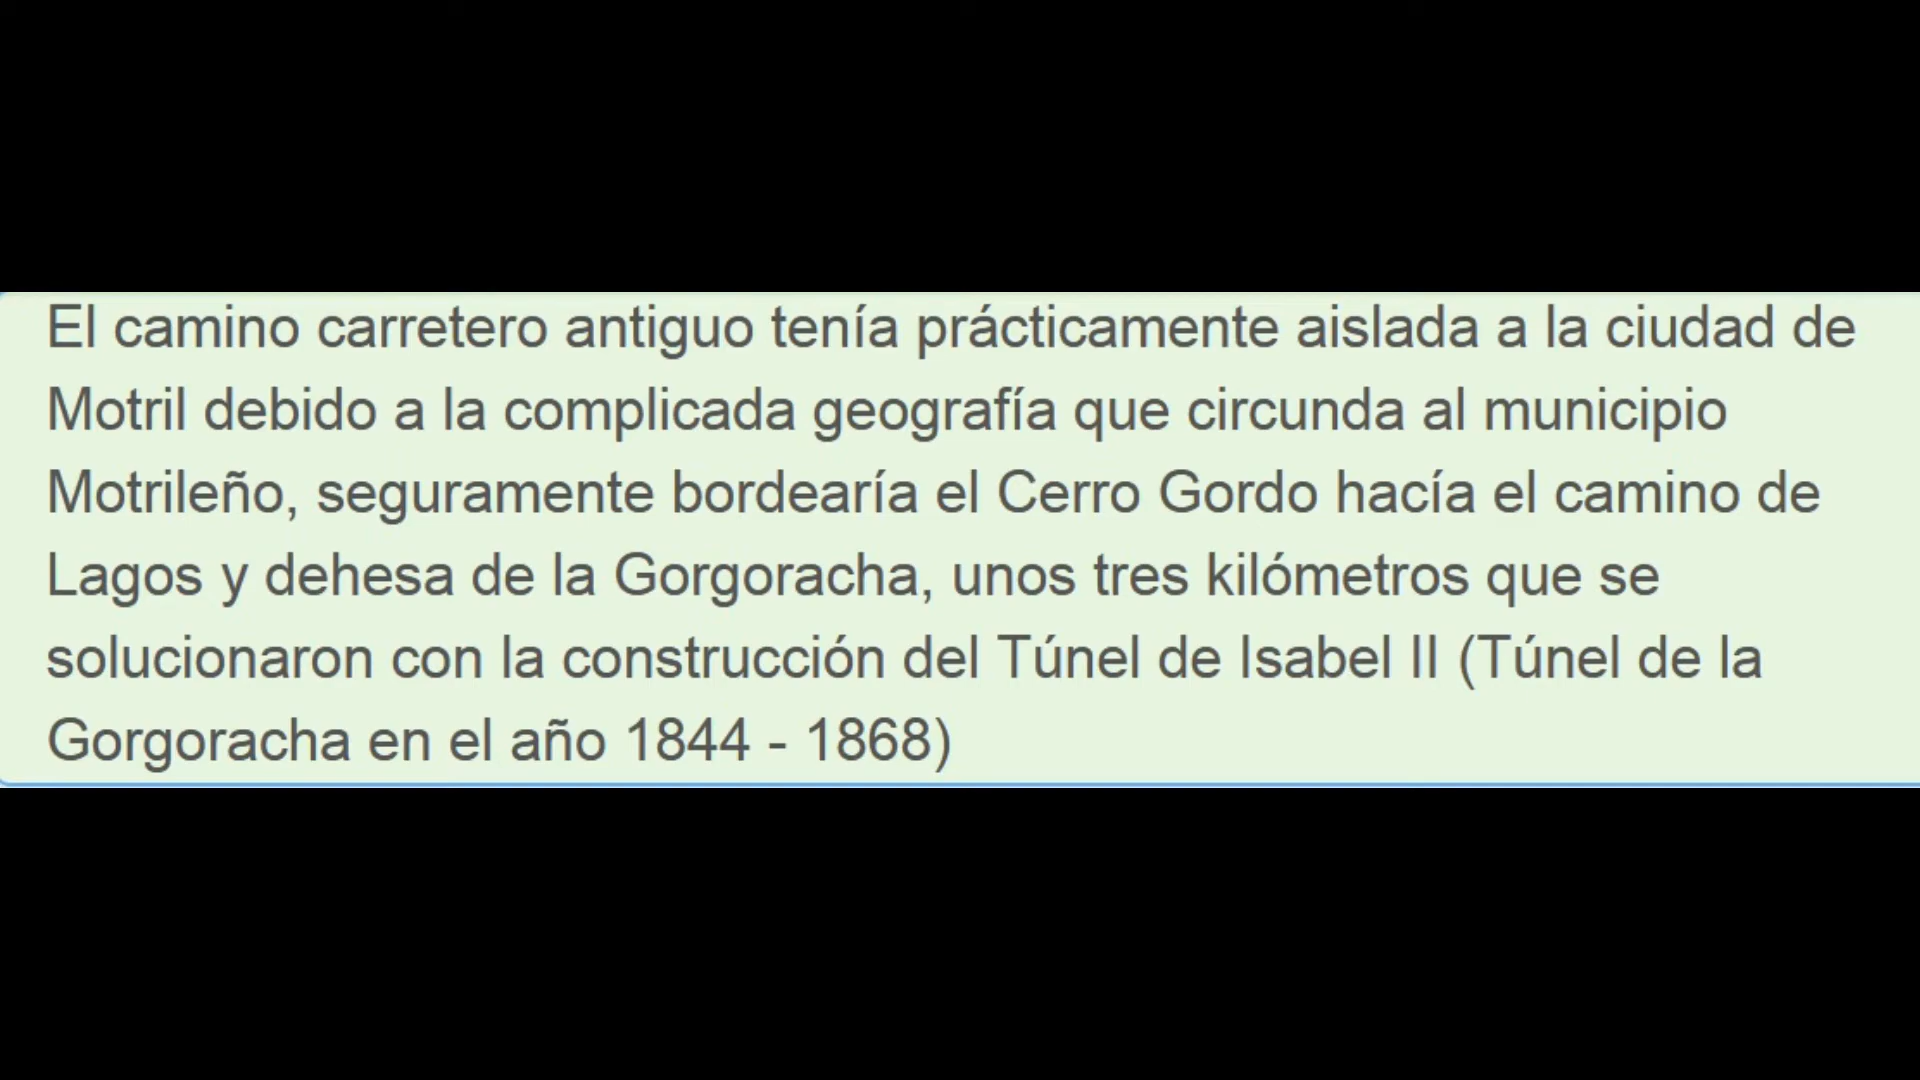 El camino carretero antiguo tenía prácticamente aislada a la ciudad de
Motril debido a la complicada geografía que circunda al municipio
Motrileño, seguramente bordearía el Cerro Gordo hacía el camino de
Lagos y dehesa de la Gorgoracha, unos tres kilómetros que se
solucionaron con la construcción del Túnel de Isabel II (Túnel de la
Gorgoracha en el año 1844 - 1868)